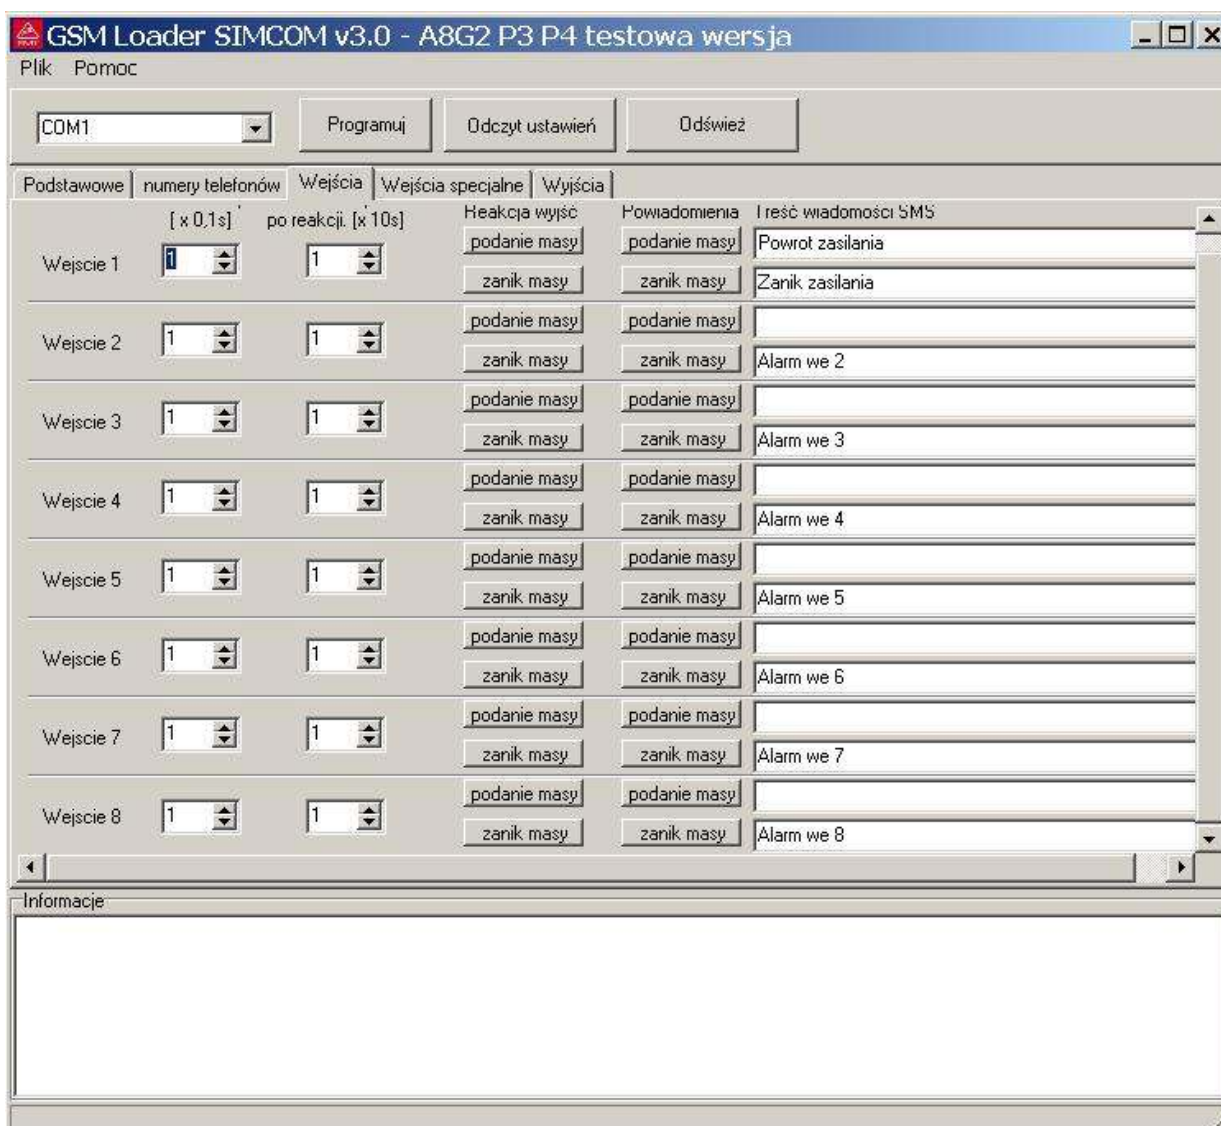 GSM Loader SIMCOM v3.0 - A8G2 P3 P4 testowa wersja
Plik Pomoc
COM1 Programuj Odczyt ustawień Odśwież
Podstawowe numery telefonów Wejścia Wejścia specjalne Wyjścia
[ x 0,1s] po reakcji. [x 10s] Reakcja wyjść Powiadomienia Treść wiadomości SMS
podanie masy podanie masy Powrot zasilania
Wejscie 1 1 1
zanik masy zanik masy Zanik zasilania
podanie masy podanie masy
Wejscie 2 1 1
zanik masy zanik masy Alarm we 2
podanie masy podanie masy
Wejscie 3 1 1
zanik masy zanik masy Alarm we 3
podanie masy podanie masy
Wejscie 4 1 1
zanik masy zanik masy Alarm we 4
podanie masy podanie masy
Wejscie 5 1 1
zanik masy zanik masy Alarm we 5
podanie masy podanie masy
Wejscie 6 1 1
zanik masy zanik masy Alarm we 6
podanie masy podanie masy
Wejscie 7 1 1
zanik masy zanik masy Alarm we 7
podanie masy podanie masy
Wejscie 8 1 1
zanik masy zanik masy Alarm we 8
Informacje